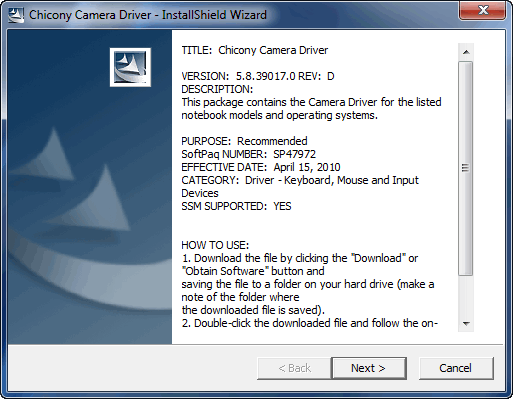 Chicony Camera Driver - InstallShield Wizard
TITLE:  Chicony Camera Driver
VERSION:  5.8.39017.0 REV:  D
DESCRIPTION:
This package contains the Camera Driver for the listed
notebook models and operating systems.
PURPOSE:  Recommended
SoftPaq NUMBER:  SP47972
EFFECTIVE DATE:  April 15, 2010
CATEGORY:  Driver - Keyboard, Mouse and Input
Devices
SSM SUPPORTED:  YES
HOW TO USE:
1. Download the file by clicking the "Download" or
"Obtain Software" button and
saving the file to a folder on your hard drive (make a
note of the folder where
the downloaded file is saved).
2. Double-click the downloaded file and follow the on-
< Back
Next >
Cancel